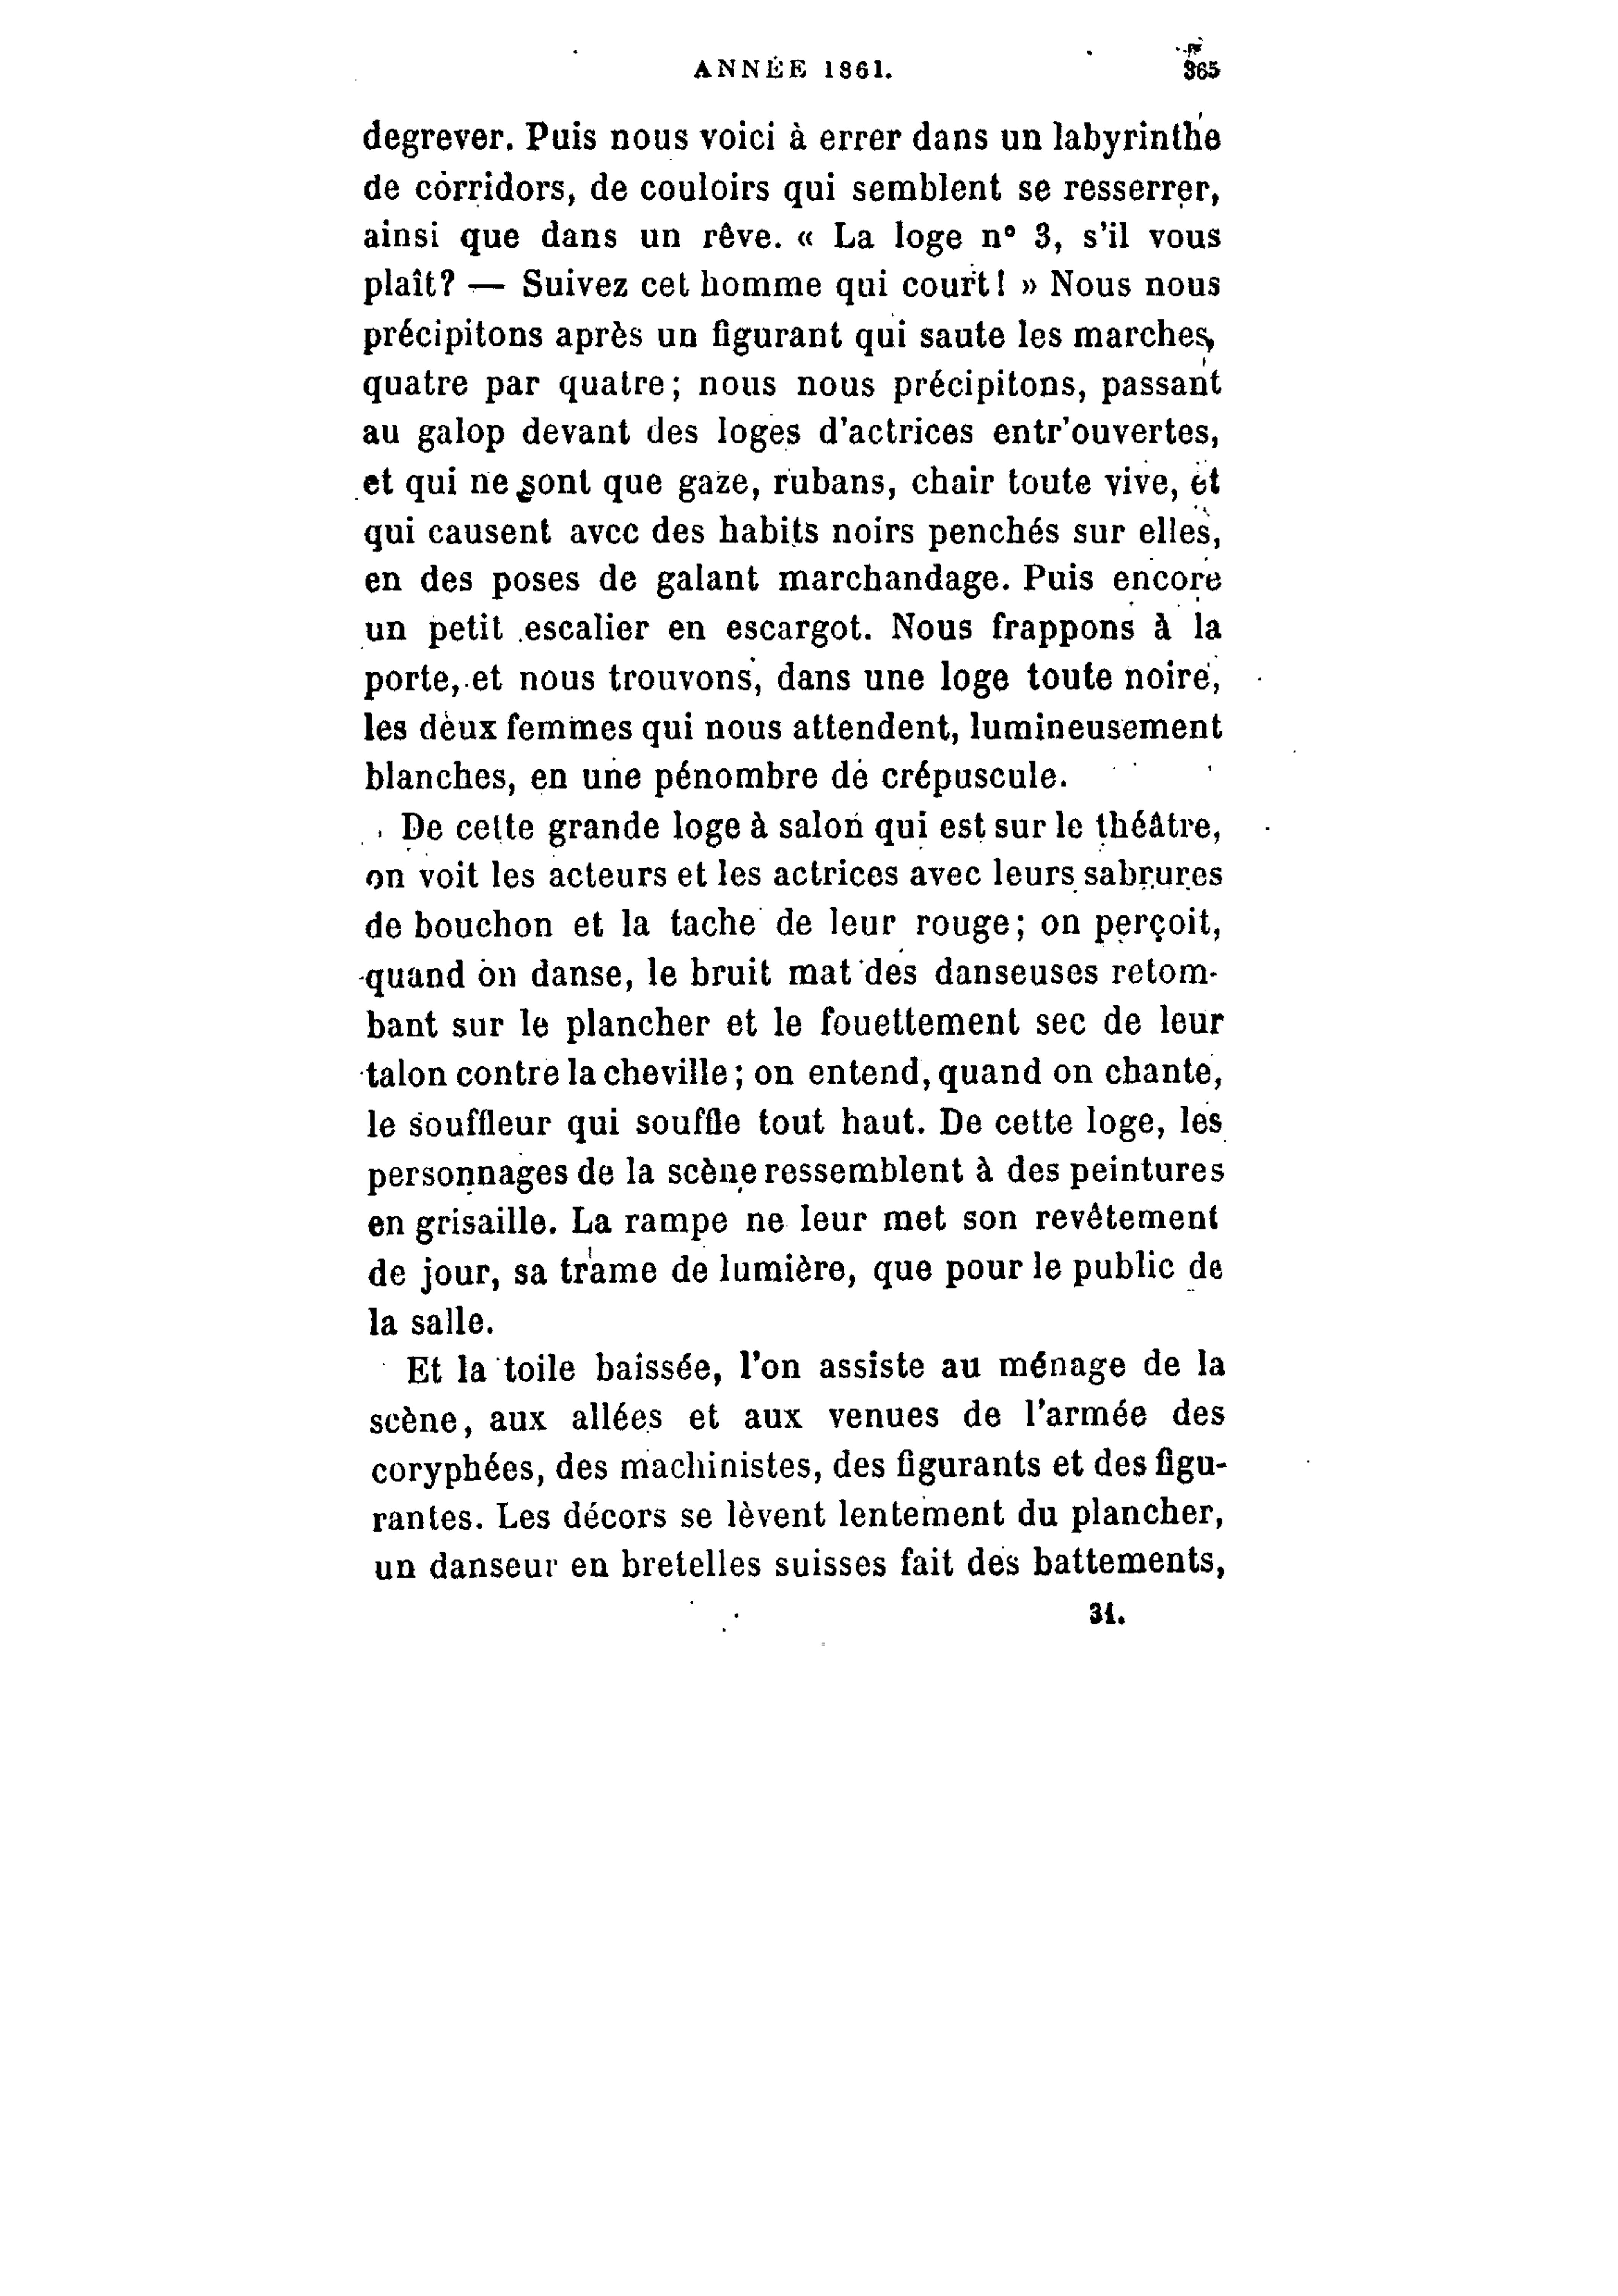 ANNÉE 1861. 365
degrever. Puis nous voici à errer dans un labyrinthe
de corridors, de couloirs qui semblent se resserrer,
ainsi que dans un rêve. « La loge n° 3, s'il vous
plaît? — Suivez cet homme qui court! » Nous nous
précipitons après un figurant qui saute les marches,
quatre par quatre; nous nous précipitons, passant
au galop devant des loges d'actrices entr'ouvertes,
et qui ne sont que gaze, rubans, chair toute vive, et
qui causent avec des habits noirs penchés sur elles,
en des poses de galant marchandage. Puis encore
un petit escalier en escargot. Nous frappons à la
porte, et nous trouvons, dans une loge toute noire,
les deux femmes qui nous attendent, lumineusement
blanches, en une pénombre de crépuscule.
De cette grande loge à salon qui est sur le théâtre,
on voit les acteurs et les actrices avec leurs sabrures
de bouchon et la tache de leur rouge; on perçoit,
quand on danse, le bruit mat des danseuses retom-
bant sur le plancher et le fouettement sec de leur
talon contre la cheville; on entend, quand on chante,
le souffleur qui souffle tout haut. De cette loge, les
personnages de la scène ressemblent à des peintures
en grisaille. La rampe ne leur met son revêtement
de jour, sa trame de lumière, que pour le public de
la salle.
Et la toile baissée, l'on assiste au ménage de la
scène, aux allées et aux venues de l'armée des
coryphées, des machinistes, des figurants et des figu-
rantes. Les décors se lèvent lentement du plancher,
un danseur en bretelles suisses fait des battements,
31.